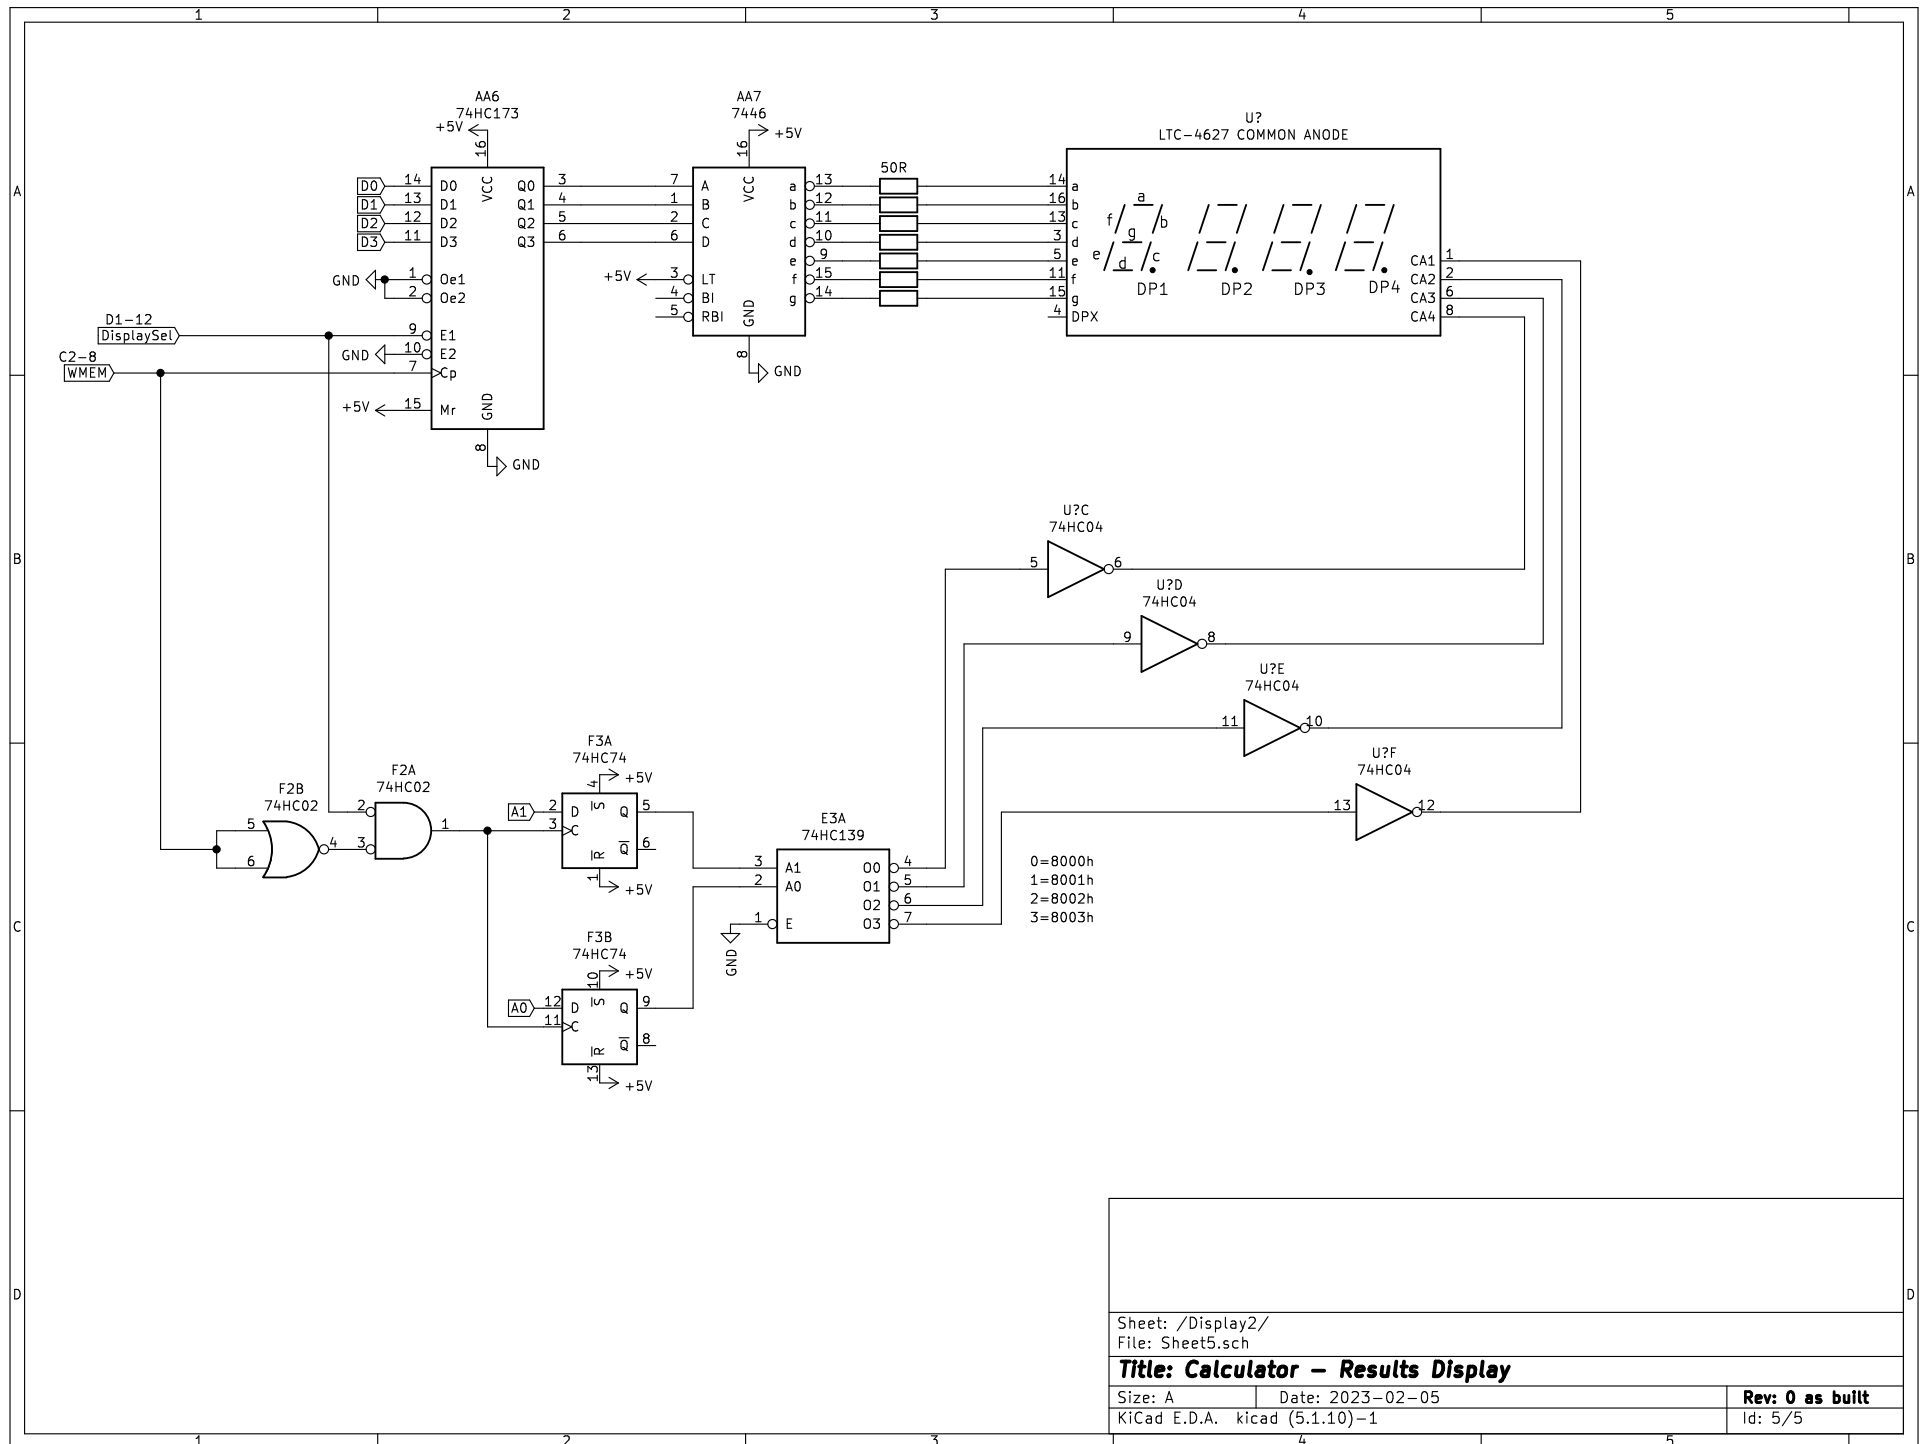 1 2 3 4 5
A A
B B
C C
D D
AA6
74HC173
+5V
16
VCC
D0 14 D0 Q0 3
D1 13 D1 Q1 4
D2 12 D2 Q2 5
D3 11 D3 Q3 6
GND 1 Oe1
2 Oe2
D1-12
DisplaySel 9 E1
GND 10 E2
C2-8
WMEM 7 Cp
+5V 15 Mr
GND
8
GND
AA7
7446
+5V
16
VCC
7 A a 13
1 B b 12
2 C c 11
6 D d 10
e 9
+5V 3 LT f 15
4 BI g 14
5 RBI
GND
8
GND
50R
U?
LTC-4627 COMMON ANODE
14 a
16 b
13 c
3 d
5 e
11 f
15 g
4 DPX
a
f b
g
e d c
DP1 DP2 DP3 DP4
CA1 1
CA2 2
CA3 6
CA4 8
U?C
74HC04
5 6
U?D
74HC04
9 8
U?E
74HC04
11 10
U?F
74HC04
13 12
F2B
74HC02
5
6
4
F2A
74HC02
2
3
1
F3A
74HC74
+5V
4
S
A1 2 D Q 5
3 C
Q 6
R
1
+5V
F3B
74HC74
+5V
10
S
A0 12 D Q 9
11 C
Q 8
R
13
+5V
E3A
74HC139
3 A1 O0 4
2 A0 O1 5
O2 6
1 E O3 7
GND
0=8000h
1=8001h
2=8002h
3=8003h
Sheet: /Display2/
File: Sheet5.sch
Title: Calculator – Results Display
Size: A Date: 2023-02-05 Rev: 0 as built
KiCad E.D.A. kicad (5.1.10)-1 Id: 5/5
1 2 3 4 5